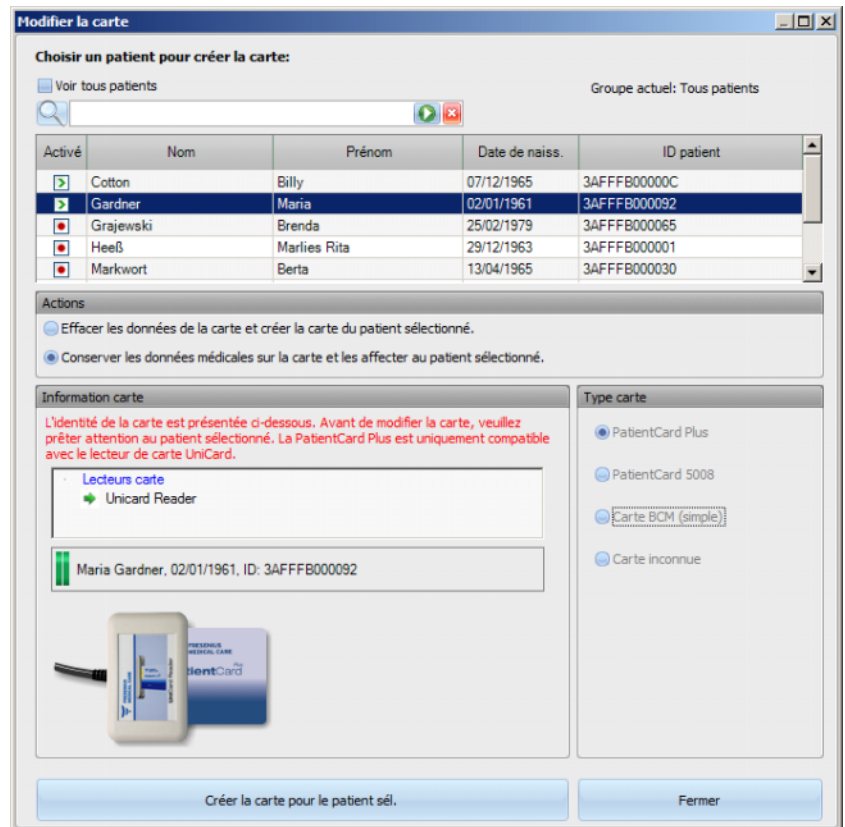 Modifier la carte
Choisir un patient pour créer la carte:
Voir tous patients
Groupe actuel: Tous patients
Activé Nom Prénom Date de naiss. ID patient
Cotton Billy 07/12/1965 3AFFFB00000C
Gardner Maria 02/01/1961 3AFFFB000092
Grajewski Brenda 25/02/1979 3AFFFB000065
Heeß Marlies Rita 29/12/1963 3AFFFB000001
Markwort Berta 13/04/1965 3AFFFB000030
Actions
Effacer les données de la carte et créer la carte du patient sélectionné.
Conserver les données médicales sur la carte et les affecter au patient sélectionné.
Information carte
L'identité de la carte est présentée ci-dessous. Avant de modifier la carte, veuillez
prêter attention au patient sélectionné. La PatientCard Plus est uniquement compatible
avec le lecteur de carte UniCard.
Lecteurs carte
Unicard Reader
Maria Gardner, 02/01/1961, ID: 3AFFFB000092
FRESENIUS
MEDICAL CARE
Plus
tientCard
UniCard Reader
FRESENIUS
MEDICAL CARE
Type carte
PatientCard Plus
PatientCard 5008
Carte BCM (simple)
Carte inconnue
Créer la carte pour le patient sél.
Fermer